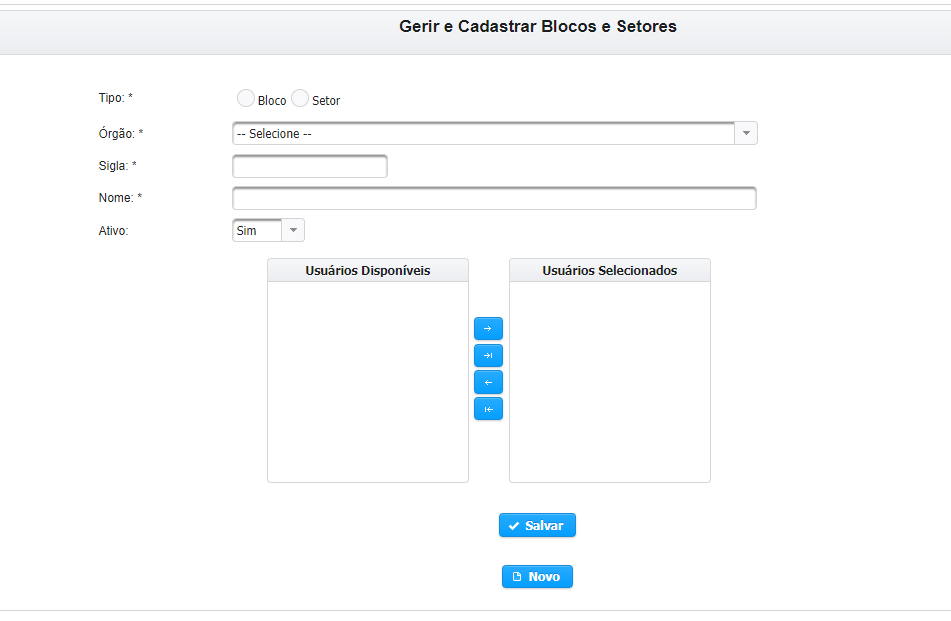 Gerir e Cadastrar Blocos e Setores
Tipo: * Bloco Setor
Órgão: * -- Selecione --
Sigla: *
Nome: *
Ativo: Sim
Usuários Disponíveis Usuários Selecionados
Salvar
Novo